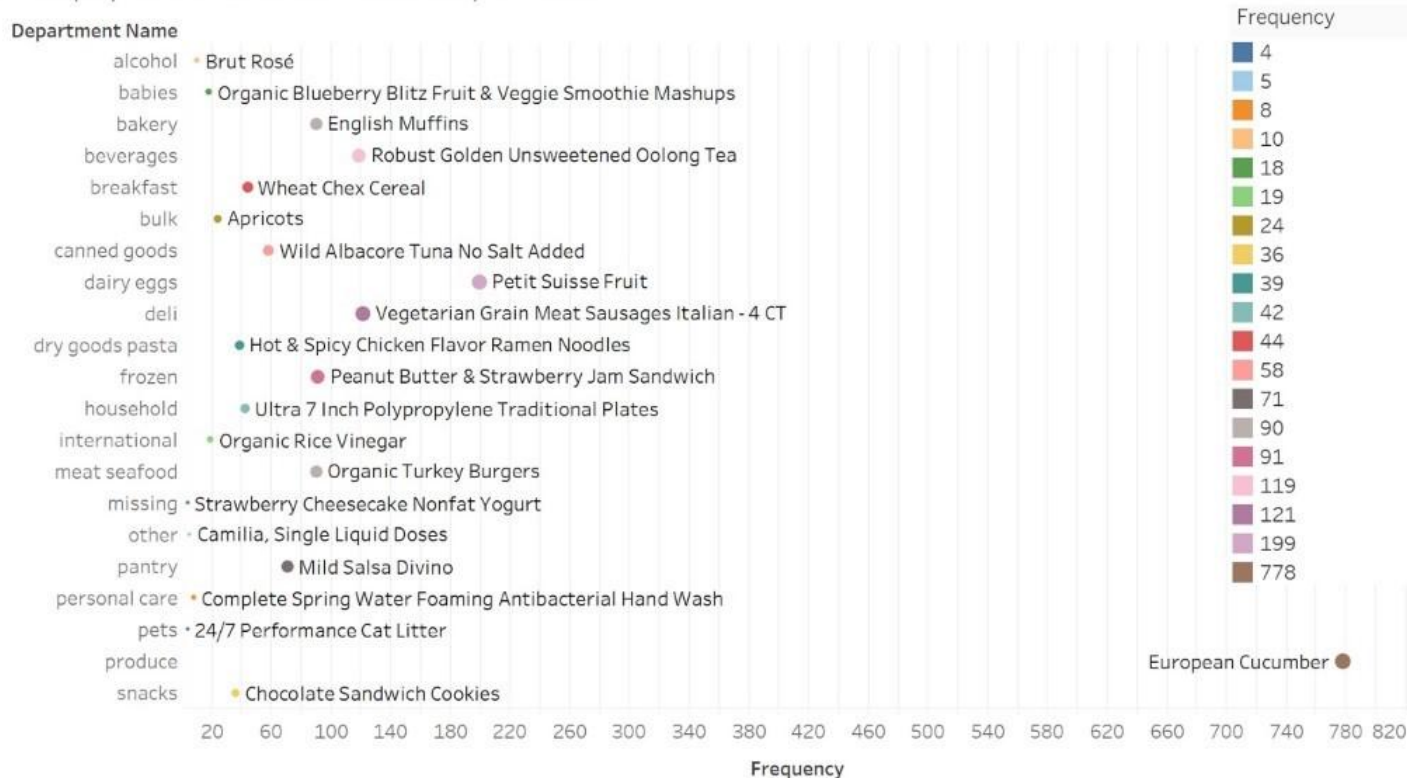 Department Name
alcohol Brut Rosé
babies Organic Blueberry Blitz Fruit & Veggie Smoothie Mashups
bakery English Muffins
beverages Robust Golden Unsweetened Oolong Tea
breakfast Wheat Chex Cereal
bulk Apricots
canned goods Wild Albacore Tuna No Salt Added
dairy eggs Petit Suisse Fruit
deli Vegetarian Grain Meat Sausages Italian - 4 CT
dry goods pasta Hot & Spicy Chicken Flavor Ramen Noodles
frozen Peanut Butter & Strawberry Jam Sandwich
household Ultra 7 Inch Polypropylene Traditional Plates
international Organic Rice Vinegar
meat seafood Organic Turkey Burgers
missing Strawberry Cheesecake Nonfat Yogurt
other Camilia, Single Liquid Doses
pantry Mild Salsa Divino
personal care Complete Spring Water Foaming Antibacterial Hand Wash
pets 24/7 Performance Cat Litter
produce European Cucumber
snacks Chocolate Sandwich Cookies
20 60 100 140 180 220 260 300 340 380 420 460 500 540 580 620 660 700 740 780 820
Frequency
Frequency
4
5
8
10
18
19
24
36
39
42
44
58
71
90
91
119
121
199
778